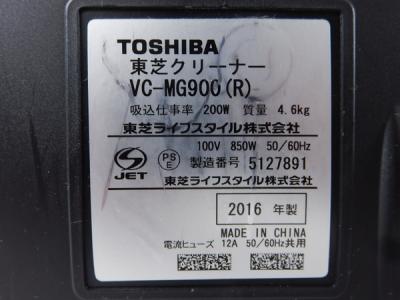 TOSHIBA
東芝クリーナー
VC-MG900(R)
吸込仕事率 200W 質量 4.6kg
東芝ライフスタイル株式会社
100V 850W 50/60Hz
S JET PS E 製造番号 5127891
東芝ライフスタイル株式会社
2016 年製
MADE IN CHINA
電流ヒューズ 12A 50/60Hz共用